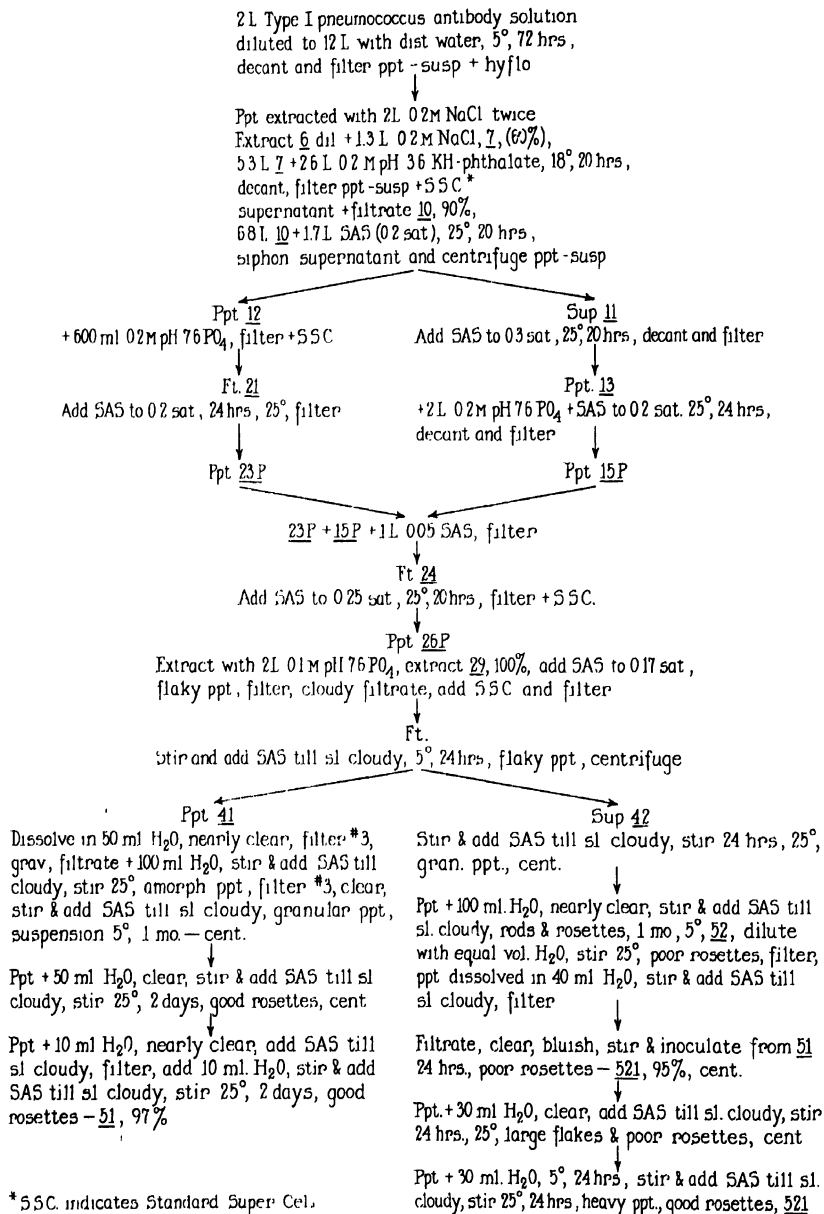 2 L Type I pneumococcus antibody solution
diluted to 12 L with dist water, 5°, 72 hrs,
decant and filter ppt-susp + hyflo
Ppt extracted with 2L 0 2M NaCl twice
Extract 6 dil + 1.3 L 0 2M NaCl, 7, (60%),
5 3 L 7 + 2 6 L 0 2 M pH 3 6 KH-phthalate, 18°, 20 hrs,
decant, filter ppt-susp + SSC*
supernatant + filtrate 10, 90%,
6 8 L 10 + 1.7 L SAS (0 2 sat), 25°, 20 hrs,
siphon supernatant and centrifuge ppt-susp
Ppt 12
+ 600 ml 0 2M pH 7 6 PO4, filter + SSC
Ft. 21
Add SAS to 0 2 sat, 24 hrs, 25°, filter
Ppt 23P
Sup 11
Add SAS to 0 3 sat, 25°, 20 hrs, decant and filter
Ppt. 13
+ 2 L 0 2M pH 7 6 PO4 + SAS to 0 2 sat. 25°, 24 hrs,
decant and filter
Ppt 15P
23P + 15P + 1 L 0 05 SAS, filter
Ft 24
Add SAS to 0 25 sat, 25°, 20 hrs, filter + S S C.
Ppt 26P
Extract with 2 L 0 1 M pH 7 6 PO4, extract 29, 100%, add SAS to 0 17 sat,
flaky ppt, filter, cloudy filtrate, add SSC and filter
Ft.
Stir and add SAS till sl cloudy, 5°, 24 hrs, flaky ppt, centrifuge
Ppt 41
Dissolve in 50 ml H2O, nearly clear, filter #3,
grav, filtrate + 100 ml H2O, stir & add SAS till
cloudy, stir 25°, amorph ppt, filter #3, clear,
stir & add SAS till sl cloudy, granular ppt,
suspension 5°, 1 mo. — cent.
Ppt + 50 ml H2O, clear, stir & add SAS till sl
cloudy, stir 25°, 2 days, good rosettes, cent
Ppt + 10 ml H2O, nearly clear, add SAS till
sl cloudy, filter, add 10 ml. H2O, stir & add
SAS till sl cloudy, stir 25°, 2 days, good
rosettes – 51, 97%
Sup 42
Stir & add SAS till sl cloudy, stir 24 hrs, 25°,
gran. ppt., cent.
Ppt + 100 ml. H2O, nearly clear, stir & add SAS till
sl. cloudy, rods & rosettes, 1 mo, 5°, 52, dilute
with equal vol. H2O, stir 25°, poor rosettes, filter,
ppt dissolved in 40 ml H2O, stir & add SAS till
sl cloudy, filter
Filtrate, clear, bluish, stir & inoculate from 51
24 hrs., poor rosettes – 521, 95%, cent.
Ppt. + 30 ml H2O, clear, add SAS till sl. cloudy, stir
24 hrs., 25°, large flakes & poor rosettes, cent
Ppt + 30 ml. H2O, 5°, 24 hrs, stir & add SAS till sl.
cloudy, stir 25°, 24 hrs, heavy ppt., good rosettes, 521
* S S C. indicates Standard Super Cel.